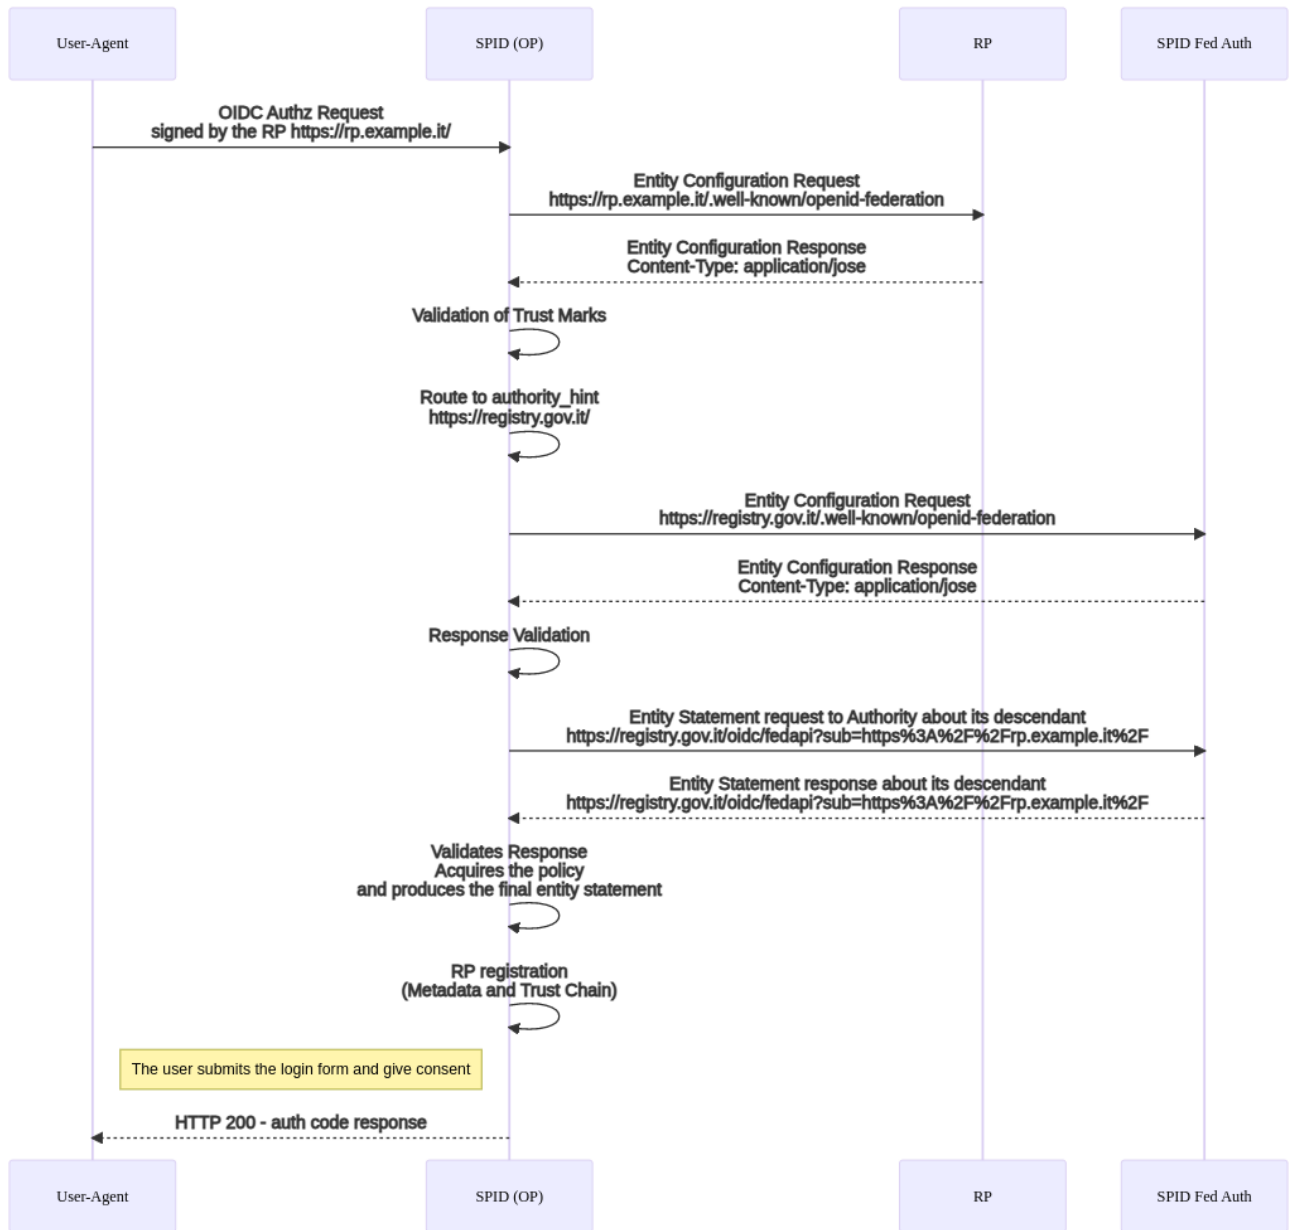 User-Agent
SPID (OP)
RP
SPID Fed Auth
OIDC Authz Request
signed by the RP https://rp.example.it/
Entity Configuration Request
https://rp.example.it/.well-known/openid-federation
Entity Configuration Response
Content-Type: application/jose
Validation of Trust Marks
Route to authority_hint
https://registry.gov.it/
Entity Configuration Request
https://registry.gov.it/.well-known/openid-federation
Entity Configuration Response
Content-Type: application/jose
Response Validation
Entity Statement request to Authority about its descendant
https://registry.gov.it/oidc/fedapi?sub=https%3A%2F%2Frp.example.it%2F
Entity Statement response about its descendant
https://registry.gov.it/oidc/fedapi?sub=https%3A%2F%2Frp.example.it%2F
Validates Response
Acquires the policy
and produces the final entity statement
RP registration
(Metadata and Trust Chain)
The user submits the login form and give consent
HTTP 200 - auth code response
User-Agent
SPID (OP)
RP
SPID Fed Auth